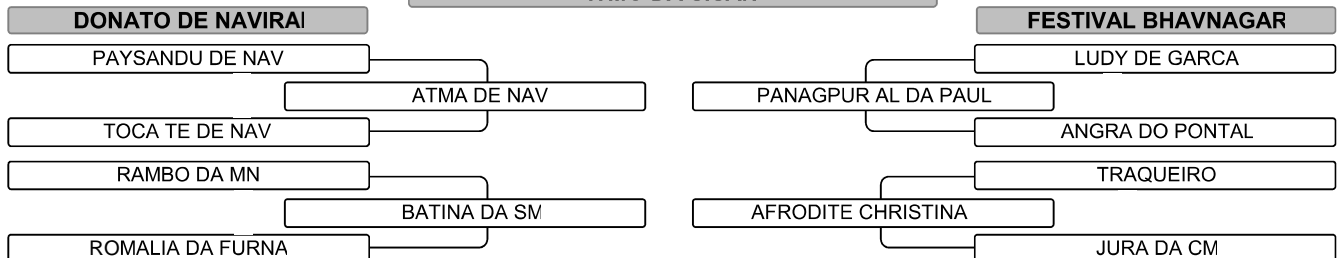 DONATO DE NAVIRAI
FESTIVAL BHAVNAGAR
PAYSANDU DE NAV
LUDY DE GARCA
ATMA DE NAV
PANAGPUR AL DA PAUL
TOCA TE DE NAV
ANGRA DO PONTAL
RAMBO DA MN
TRAQUEIRO
BATINA DA SM
AFRODITE CHRISTINA
ROMALIA DA FURNA
JURA DA CM